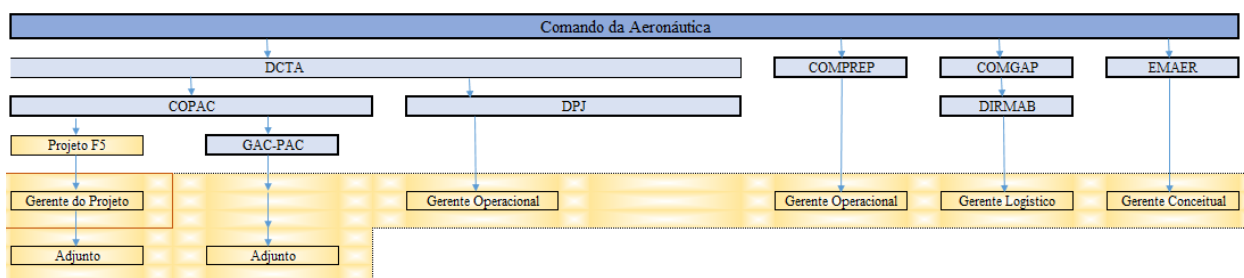 Comando da Aeronáutica
DCTA
COMPREP
COMGAP
EMAER
COPAC
DPJ
DIRMAB
Projeto F5
GAC-PAC
Gerente do Projeto
Gerente Operacional
Gerente Operacional
Gerente Logístico
Gerente Conceitual
Adjunto
Adjunto